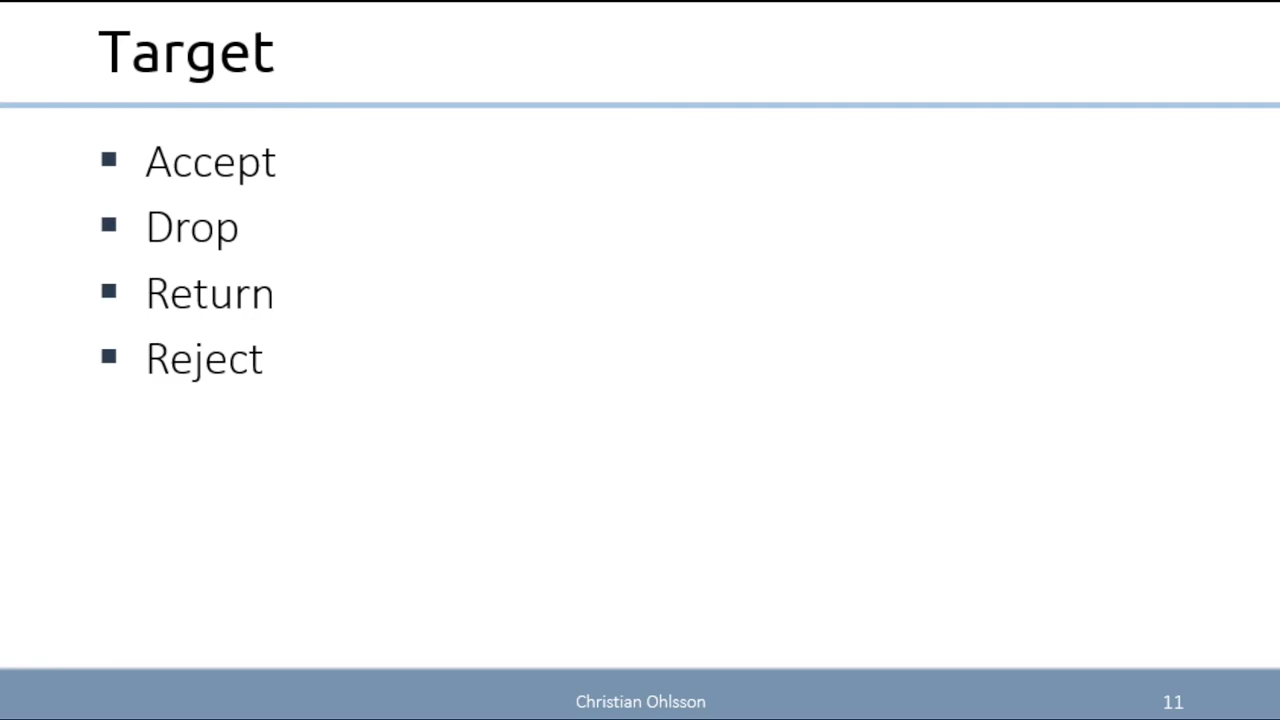 Target
Accept
Drop
Return
Reject
Christian Ohlsson
11